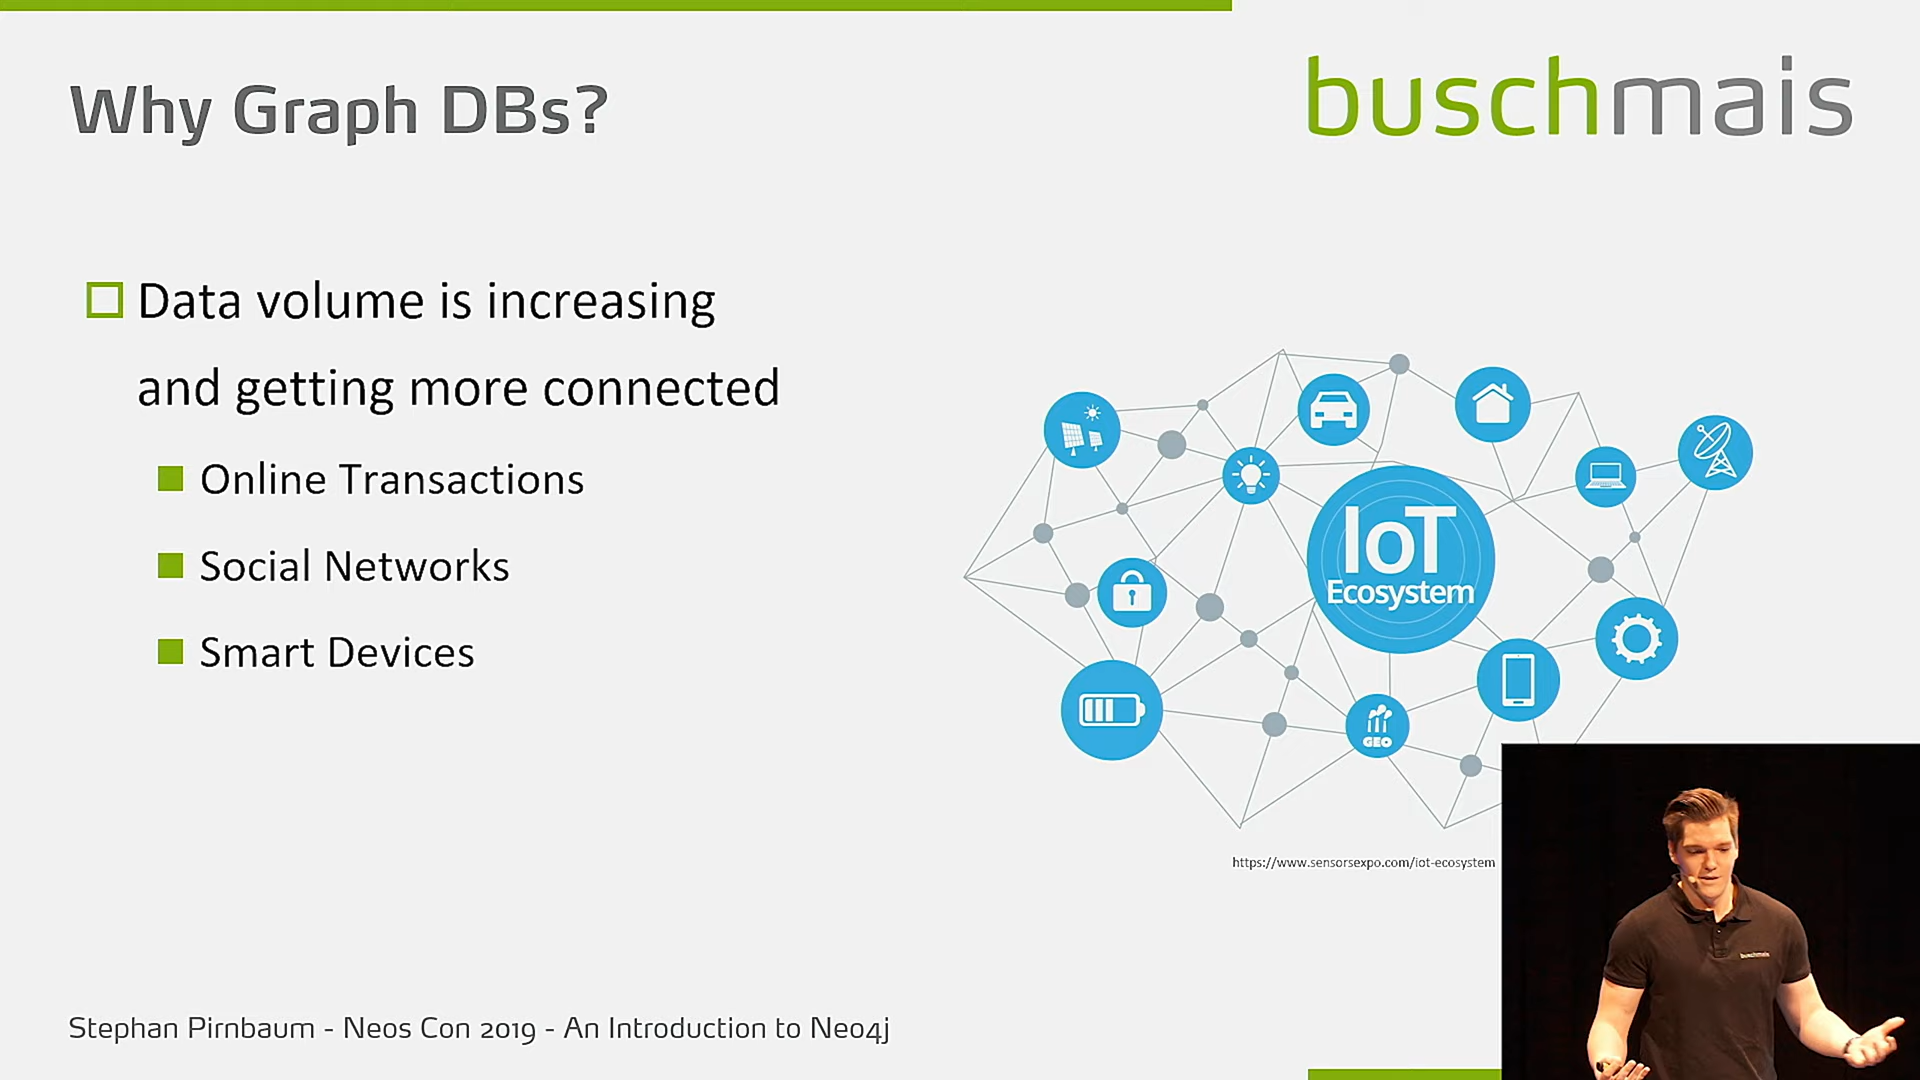 Why Graph DBs?
buschmais
Data volume is increasing
and getting more connected
Online Transactions
Social Networks
Smart Devices
IoT
Ecosystem
GEO
https://www.sensorsexpo.com/iot-ecosystem
buschmais
Stephan Pirnbaum - Neos Con 2019 - An Introduction to Neo4j